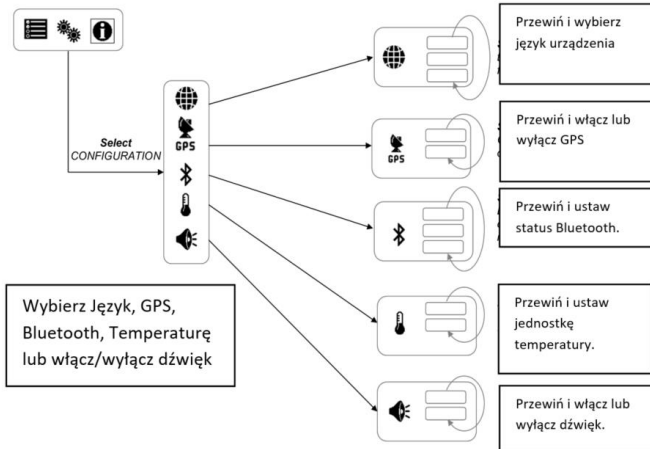 Przewiń i wybierz
język urządzenia
GPS
Select
CONFIGURATION
Przewiń i włącz lub
wyłącz GPS
GPS
Przewiń i ustaw
status Bluetooth.
Wybierz Język, GPS,
Bluetooth, Temperaturę
lub włącz/wyłącz dźwięk
Przewiń i ustaw
jednostkę
temperatury.
Przewiń i włącz lub
wyłącz dźwięk.